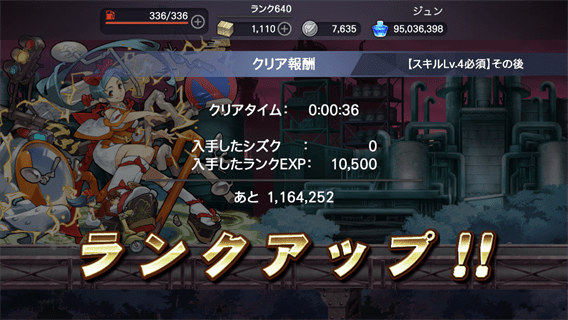 336/336
ランク640
1,110
7,635
ジュン
95,036,398
クリア報酬
【スキルLv.4必須】その後
クリアタイム： 0:00:36
入手したシズク ： 0
入手したランクEXP： 10,500
あと 1,164,252
ランクアップ!!